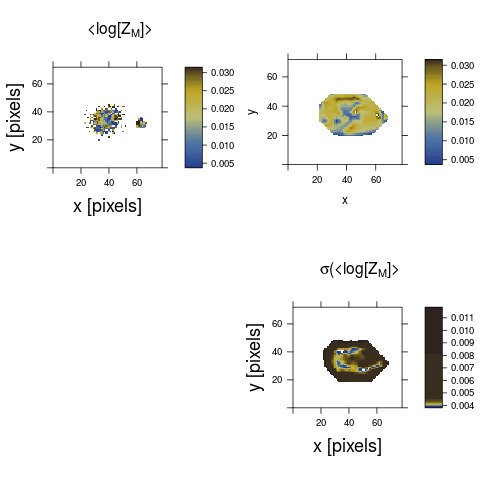 <log[Z_M]>
60
40
20
20 40 60
y [pixels]
x [pixels]
0.030
0.025
0.020
0.015
0.010
0.005
60
40
20
20 40 60
y
x
0.030
0.025
0.020
0.015
0.010
0.005
σ(<log[Z_M]>
60
40
20
20 40 60
y [pixels]
x [pixels]
0.011
0.010
0.009
0.008
0.007
0.006
0.005
0.004